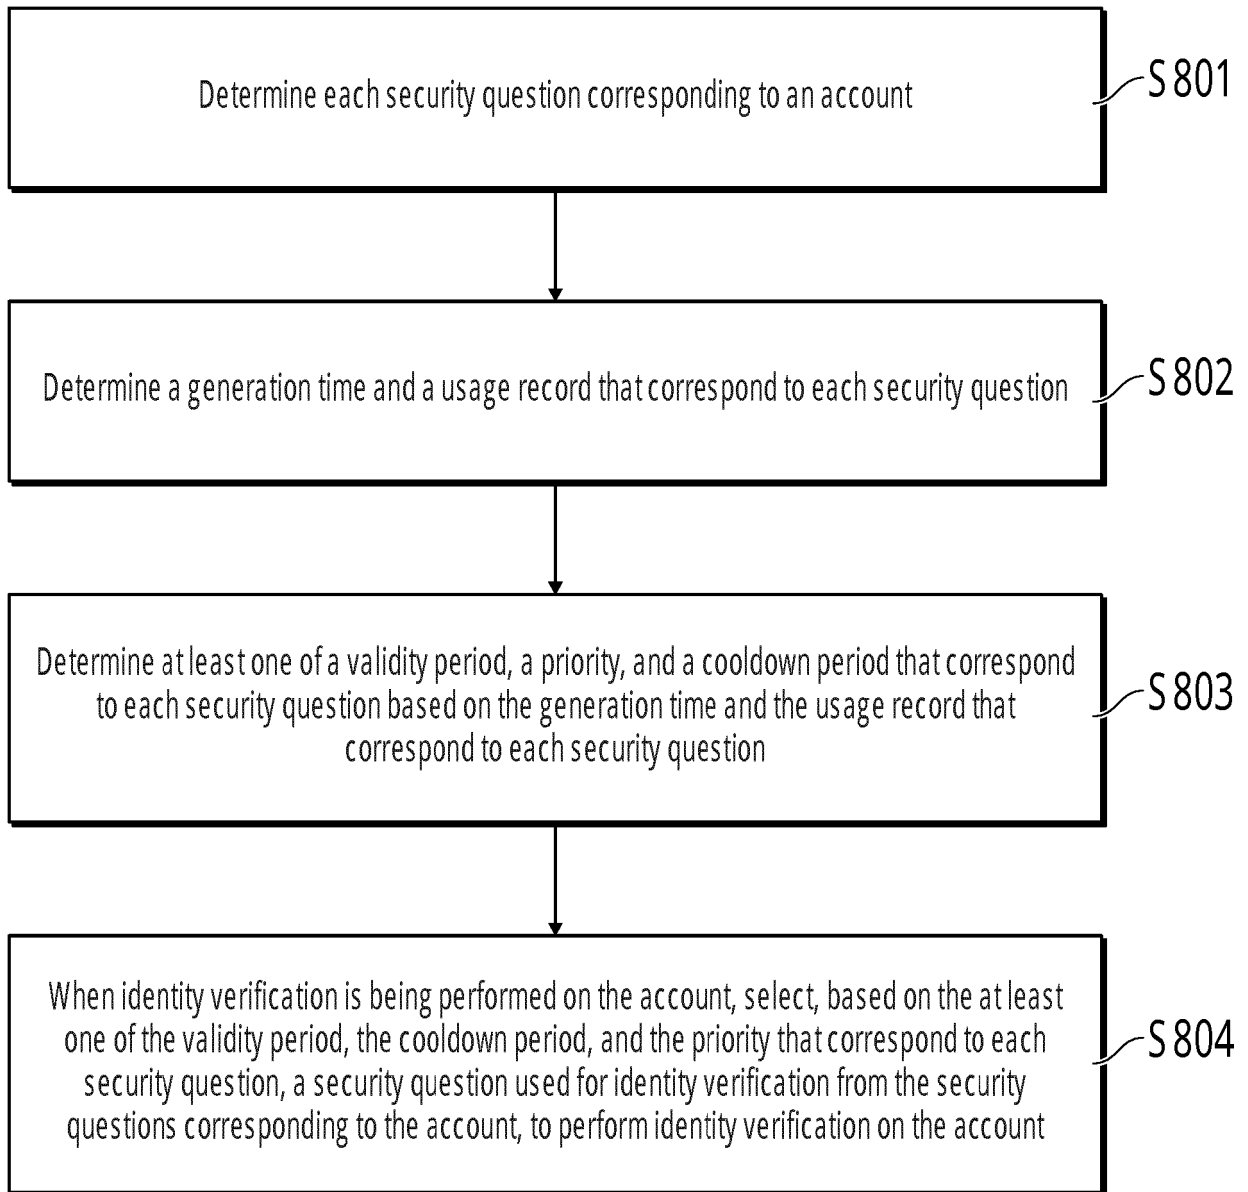 Determine each security question corresponding to an account
S801
Determine a generation time and a usage record that correspond to each security question
S802
Determine at least one of a validity period, a priority, and a cooldown period that correspond
to each security question based on the generation time and the usage record that
correspond to each security question
S803
When identity verification is being performed on the account, select, based on the at least
one of the validity period, the cooldown period, and the priority that correspond to each
security question, a security question used for identity verification from the security
questions corresponding to the account, to perform identity verification on the account
S804